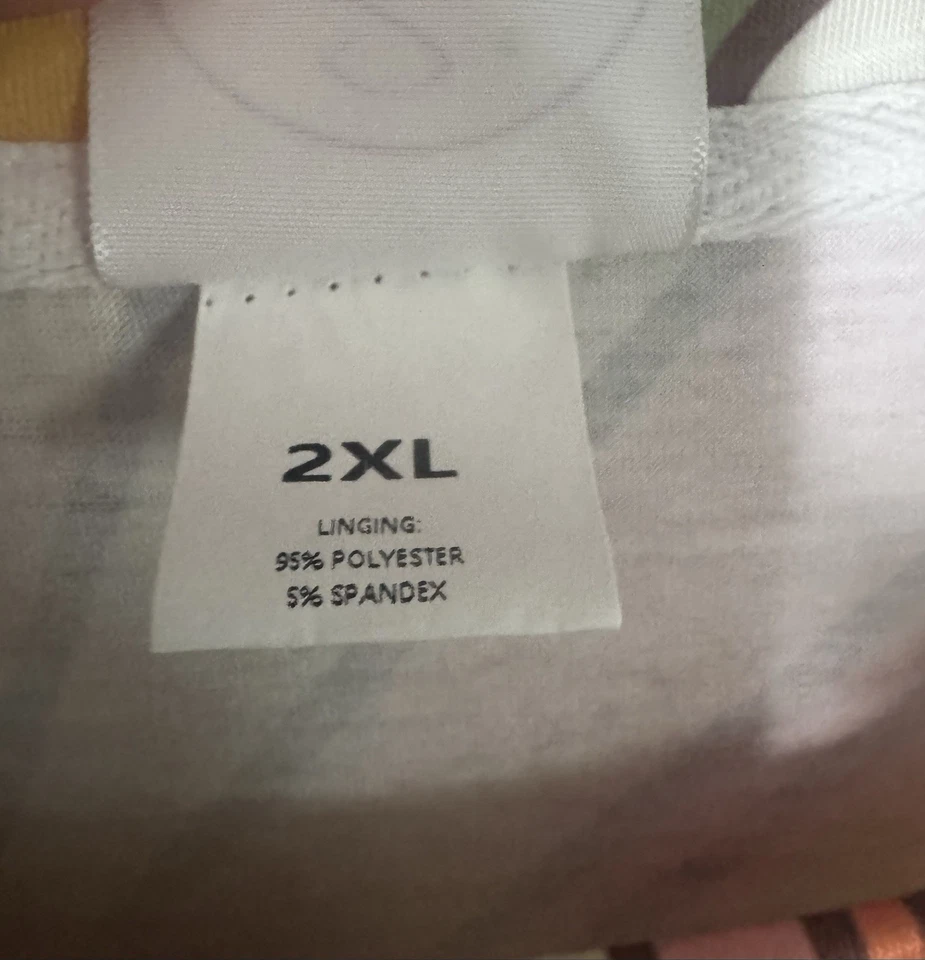 2XL
LINGING:
95% POLYESTER
5% SPANDEX